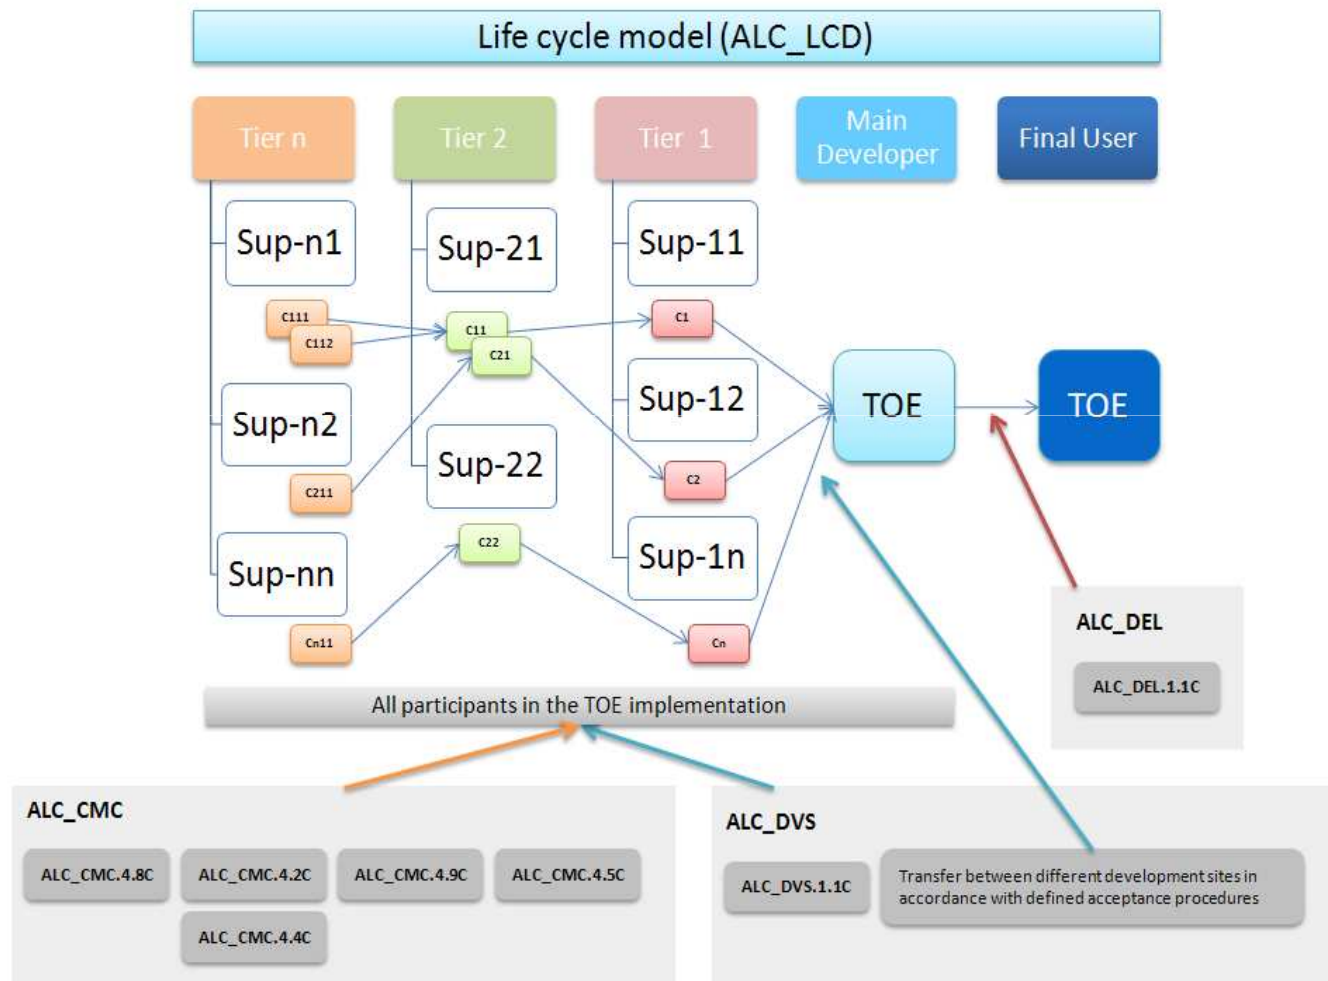 Life cycle model (ALC_LCD)
Tier n
Tier 2
Tier 1
Main
Developer
Final User
Sup-n1
Sup-21
Sup-11
C111
C112
C11
C21
C1
Sup-n2
Sup-22
Sup-12
TOE
TOE
C211
C2
Sup-nn
C22
Sup-1n
Cn11
Cn
All participants in the TOE implementation
ALC_DEL
ALC_DEL.1.1C
ALC_CMC
ALC_CMC.4.8C
ALC_CMC.4.2C
ALC_CMC.4.9C
ALC_CMC.4.5C
ALC_CMC.4.4C
ALC_DVS
ALC_DVS.1.1C
Transfer between different development sites in
accordance with defined acceptance procedures